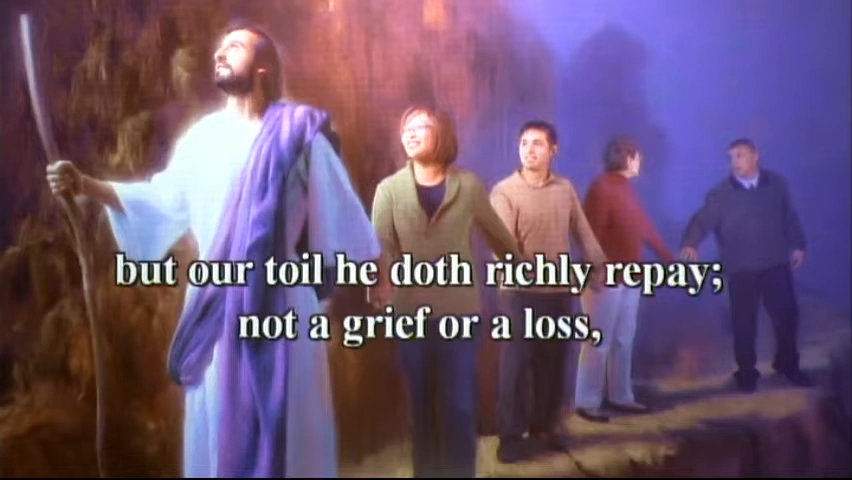 but our toil he doth richly repay;
not a grief or a loss,